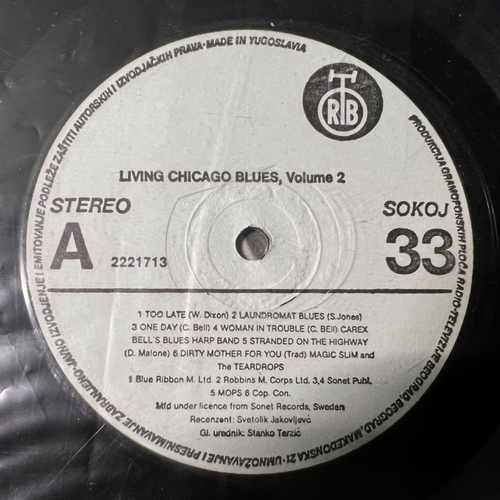 JAVNO IZVODJENJE I EMITOVANJE PODLEŽE ZAŠTITI AUTORSKIH I IZVODJAČKIH PRAVA·MADE IN YUGOSLAVIA
PRODUKCIJA GRAMOFONSKIH PLOČA RADIO-TELEVIZIJE BEOGRAD, BEOGRAD, MAKEDONSKA 21·UMNOŽAVANJE I PRESNIMAVANJE ZABRANJENO·
RTB
LIVING CHICAGO BLUES, Volume 2
STEREO
SOKOJ
A
2221713
33
1 TOO LATE (W. Dixon) 2 LAUNDROMAT BLUES (S.Jones)
3 ONE DAY (C. Bell) 4 WOMAN IN TROUBLE (C. Bell) CAREX
BELL'S BLUES HARP BAND 5 STRANDED ON THE HIGHWAY
(D. Malone) 6 DIRTY MOTHER FOR YOU (Trad) MAGIC SLIM and
The TEARDROPS
1 Blue Ribbon M. Ltd. 2 Robbins M. Corps Ltd. 3,4 Sonet Publ.
5 MOPS 6 Cop. Con.
Mfd under licence from Sonet Records, Sweden
Recenzent: Svetolik Jakovljević
Gl. urednik: Stanko Terzić